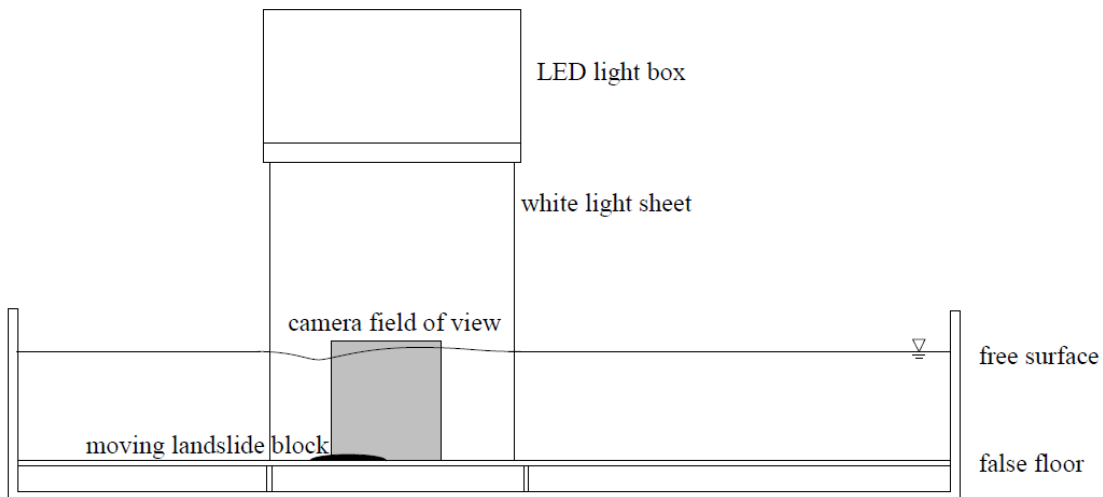 LED light box
white light sheet
camera field of view
free surface
moving landslide block
false floor